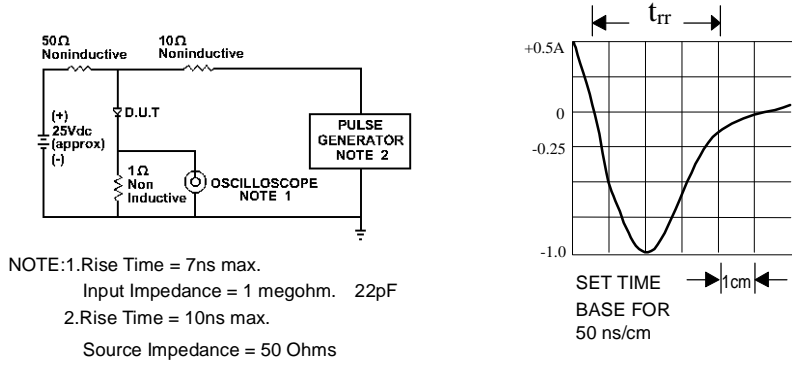 50Ω
Noninductive
10Ω
Noninductive
(+)
25Vdc
(approx)
(-)
D.U.T
1Ω
Non
Inductive
OSCILLOSCOPE
NOTE 1
PULSE
GENERATOR
NOTE 2
NOTE:1.Rise Time = 7ns max.
Input Impedance = 1 megohm. 22pF
2.Rise Time = 10ns max.
Source Impedance = 50 Ohms
trr
+0.5A
0
-0.25
-1.0
SET TIME
BASE FOR
50 ns/cm
1cm